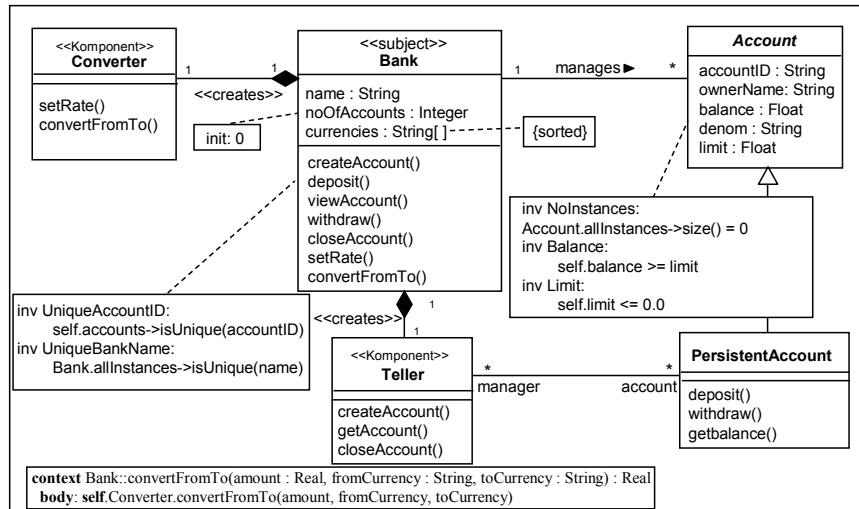 <<Komponent>>
Converter
setRate()
convertFromTo()
1
1
<<creates>>
<<subject>>
Bank
name : String
noOfAccounts : Integer
currencies : String[ ]
createAccount()
deposit()
viewAccount()
withdraw()
closeAccount()
setRate()
convertFromTo()
init: 0
{sorted}
1
manages►
*
Account
accountID : String
ownerName: String
balance : Float
denom : String
limit : Float
inv NoInstances:
Account.allInstances->size() = 0
inv Balance:
self.balance >= limit
inv Limit:
self.limit <= 0.0
inv UniqueAccountID:
self.accounts->isUnique(accountID)
inv UniqueBankName:
Bank.allInstances->isUnique(name)
1
<<creates>>
1
<<Komponent>>
Teller
createAccount()
getAccount()
closeAccount()
*
manager
*
account
PersistentAccount
deposit()
withdraw()
getbalance()
context Bank::convertFromTo(amount : Real, fromCurrency : String, toCurrency : String) : Real
body: self.Converter.convertFromTo(amount, fromCurrency, toCurrency)